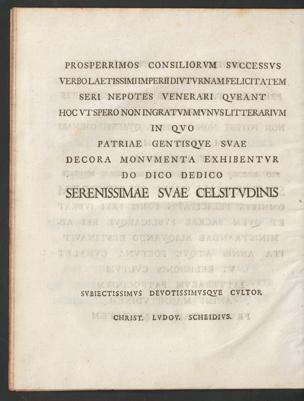 PROSPERRIMOS CONSILIORVM SVCCESSVS
VERBO LAETISSIMI IMPERII DIVTVRNAM FELICITATEM
SERI NEPOTES VENERARI QVEANT
HOC VT SPERO NON INGRATVM MVNVS LITTERARIVM
IN QVO
PATRIAE GENTISQVE SVAE
DECORA MONVMENTA EXHIBENTVR
DO DICO DEDICO
SERENISSIMAE SVAE CELSITVDINIS
SVBIECTISSIMVS DEVOTISSIMVSQVE CVLTOR
CHRIST. LVDOV. SCHEIDIVS.